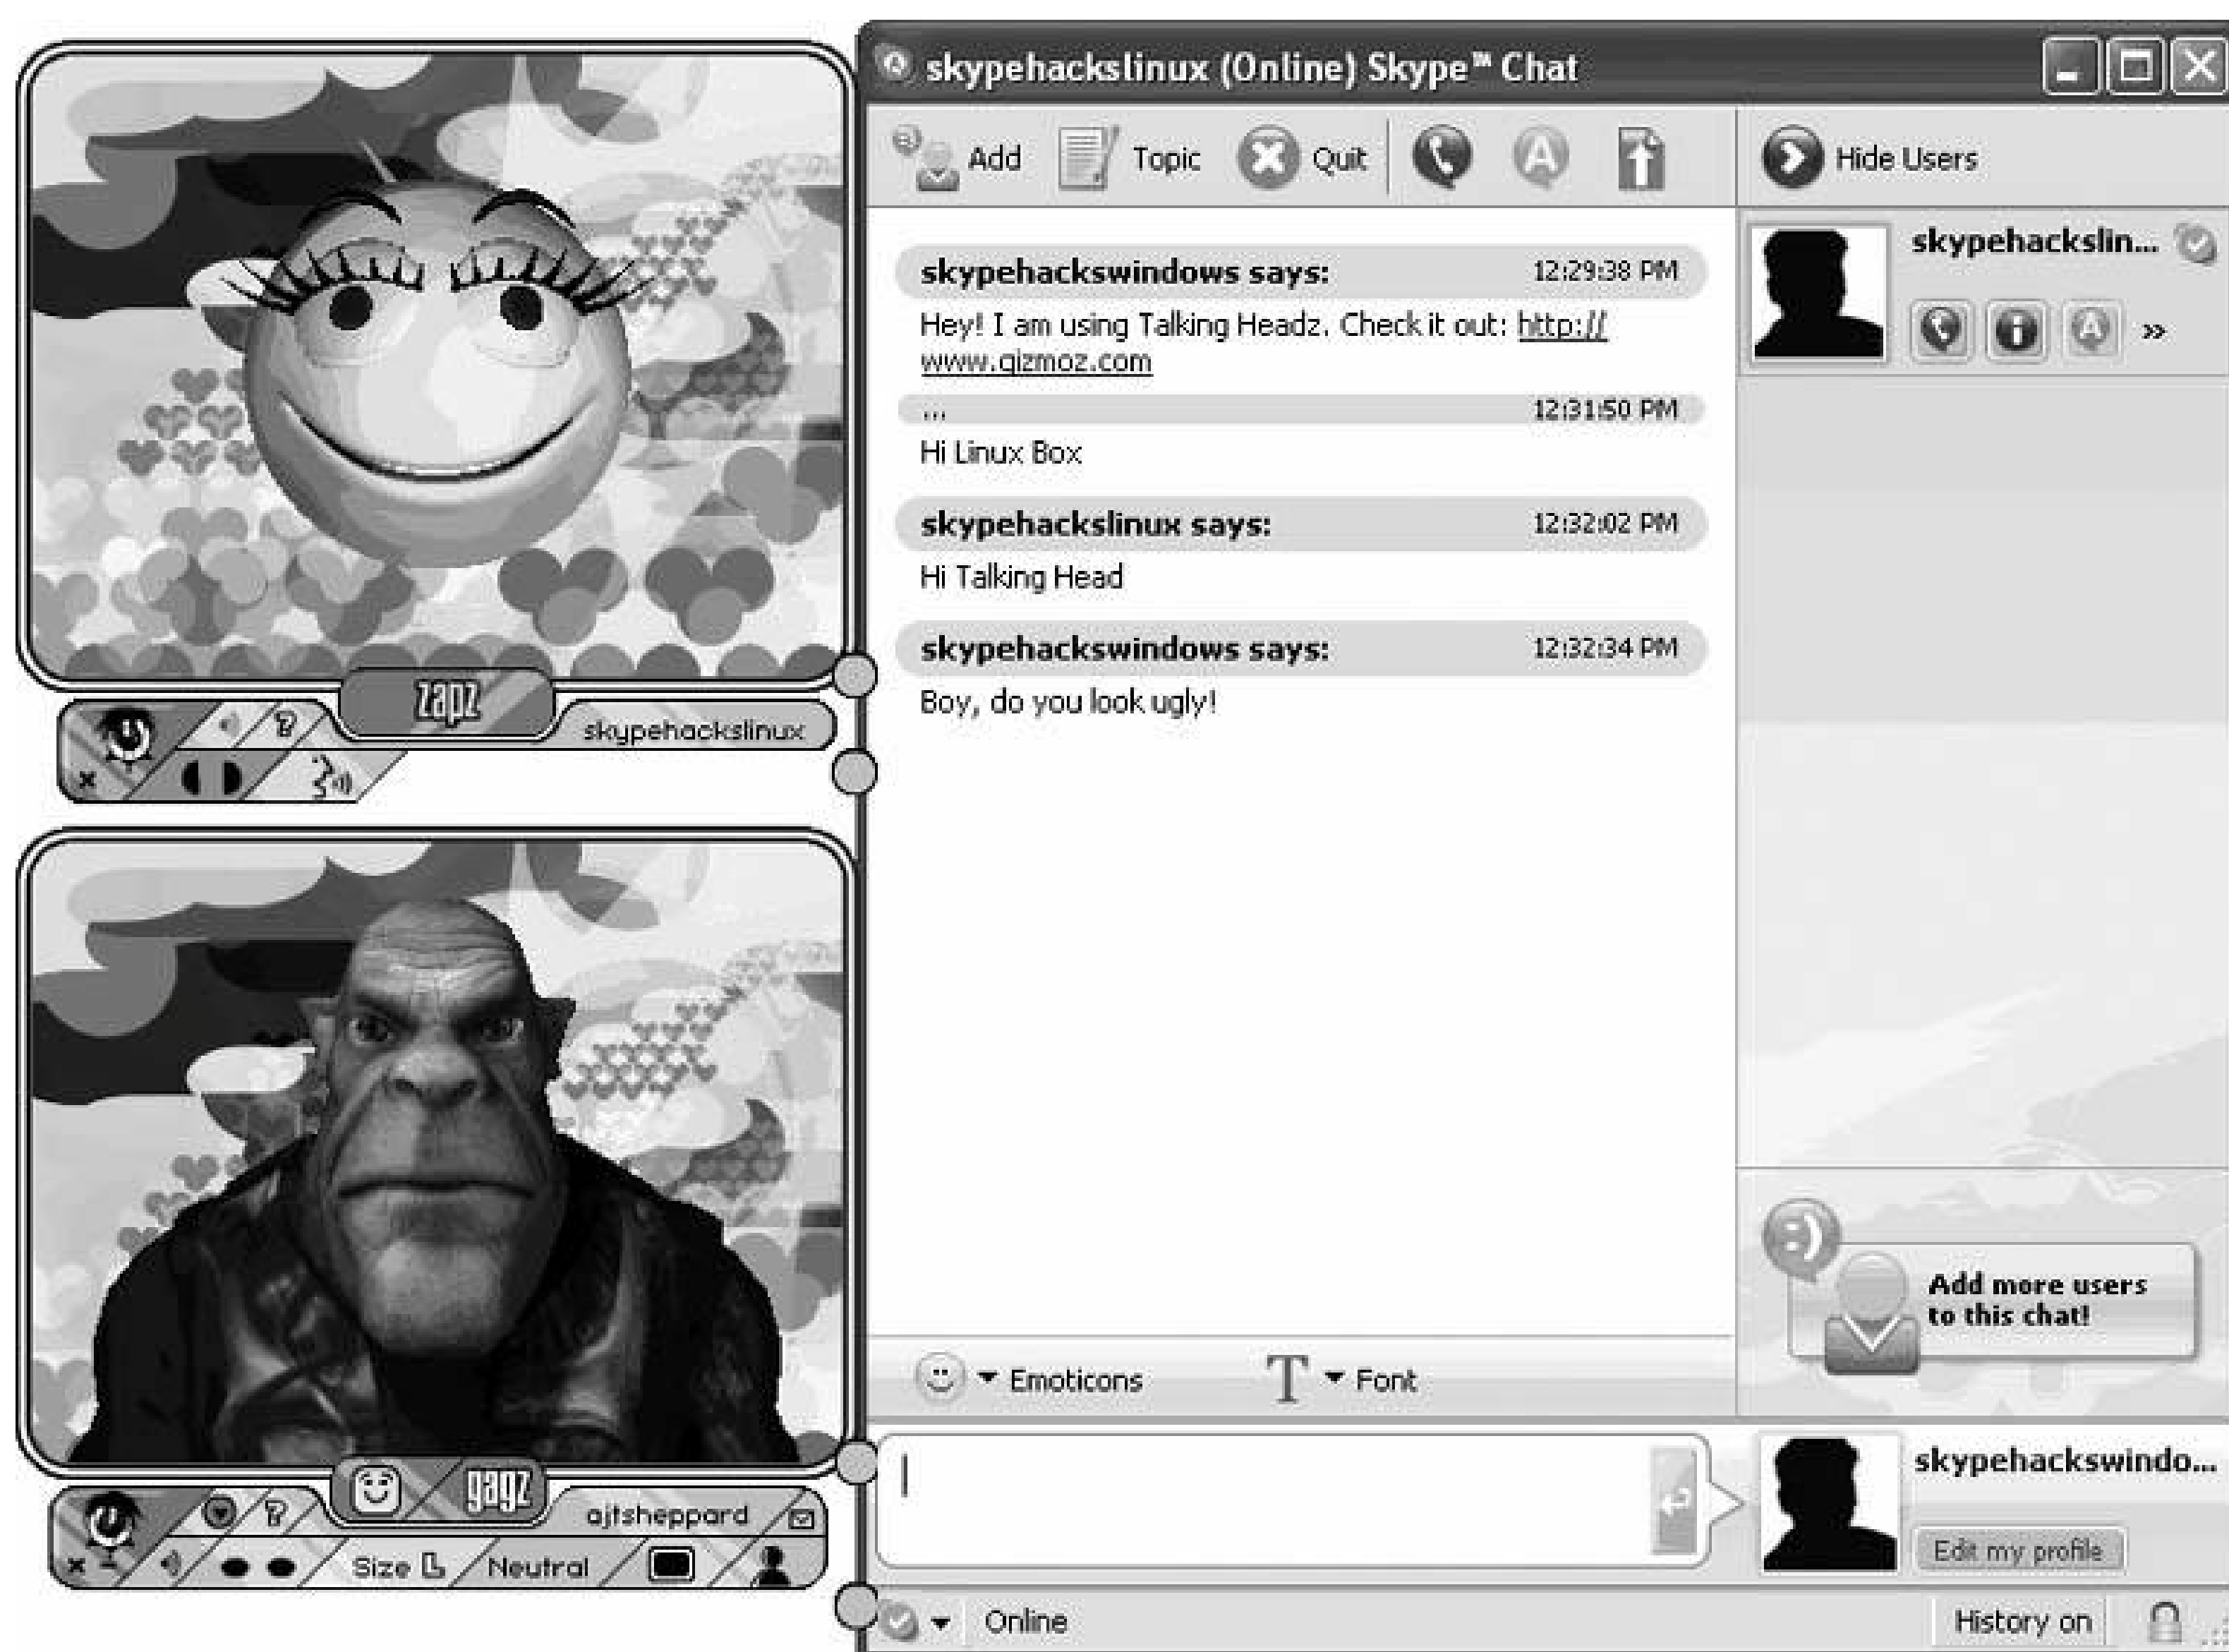 skypehackslinux (Online) Skype™ Chat
Add Topic Quit
Hide Users
skypehackslin...
skypehackswindows says: 12:29:38 PM
Hey! I am using Talking Headz. Check it out: http://
www.gizmoz.com
... 12:31:50 PM
Hi Linux Box
skypehackslinux says: 12:32:02 PM
Hi Talking Head
skypehackswindows says: 12:32:34 PM
Boy, do you look ugly!
zapz
skypehackslinux
Add more users
to this chat!
Emoticons T Font
gagz
ajtsheppard
Size L Neutral
skypehackswindo...
Edit my profile
Online
History on